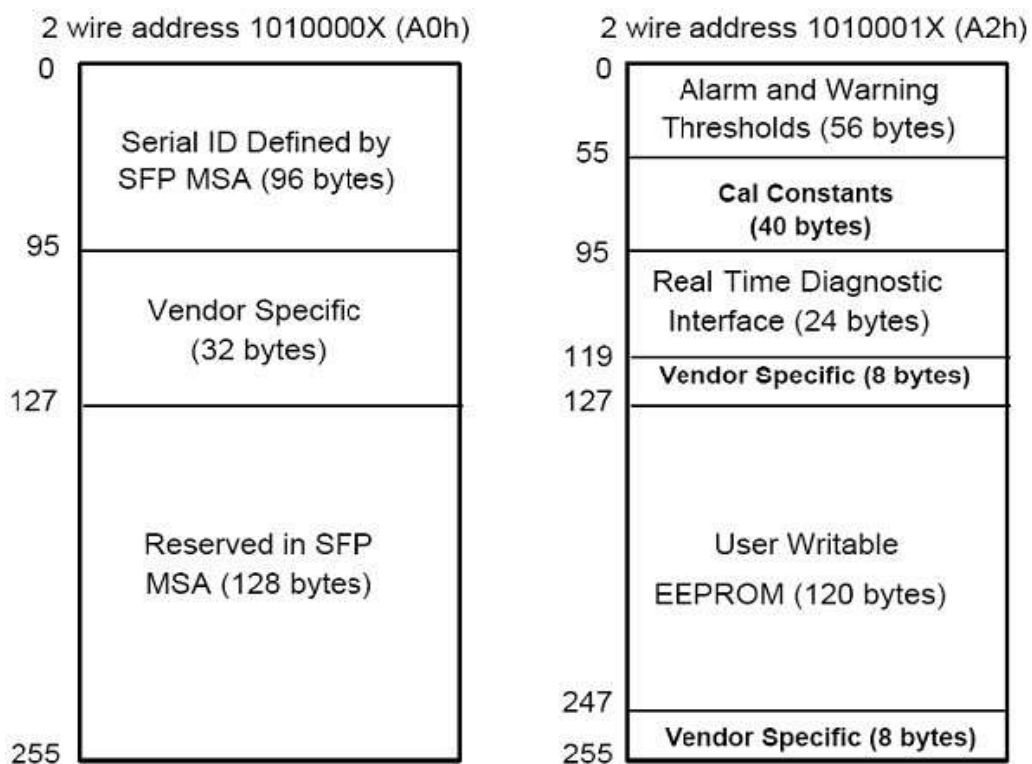 2 wire address 1010000X (A0h)
0
Serial ID Defined by
SFP MSA (96 bytes)
95
Vendor Specific
(32 bytes)
127
Reserved in SFP
MSA (128 bytes)
255
2 wire address 1010001X (A2h)
0
Alarm and Warning
Thresholds (56 bytes)
55
Cal Constants
(40 bytes)
95
Real Time Diagnostic
Interface (24 bytes)
119
Vendor Specific (8 bytes)
127
User Writable
EEPROM (120 bytes)
247
Vendor Specific (8 bytes)
255